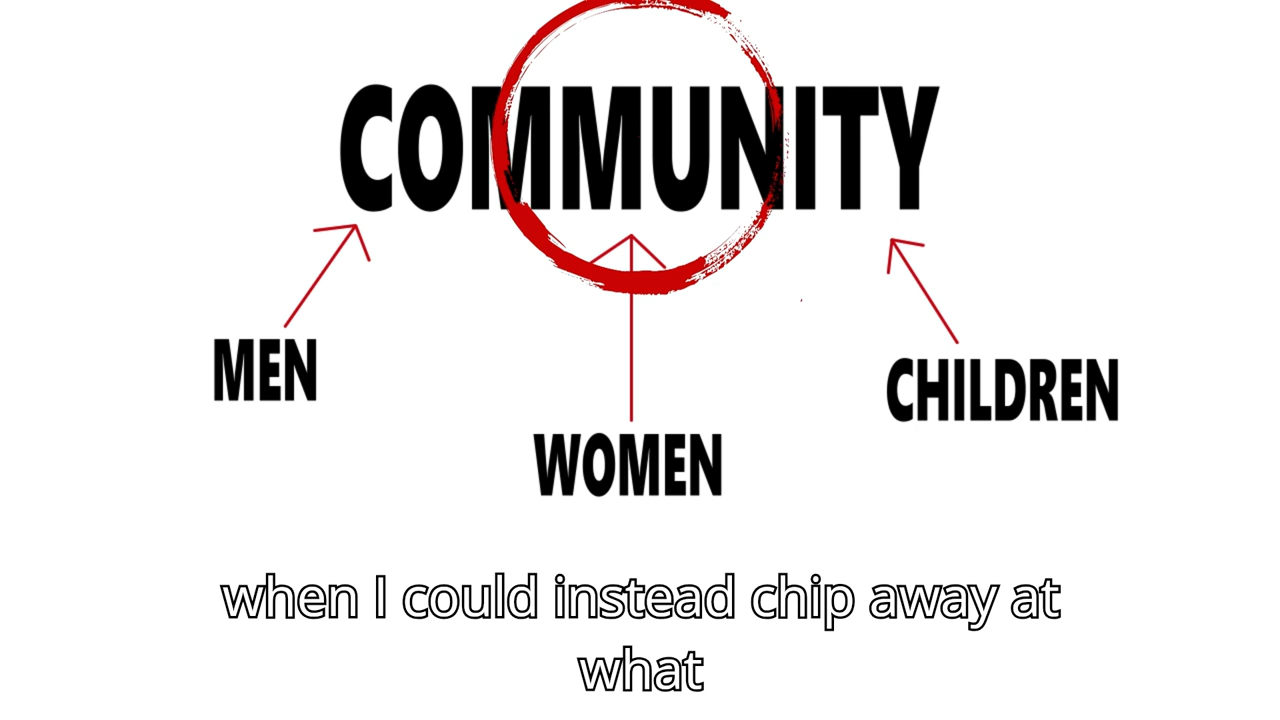 COMMUNITY
MEN
CHILDREN
WOMEN
when I could instead chip away at
what